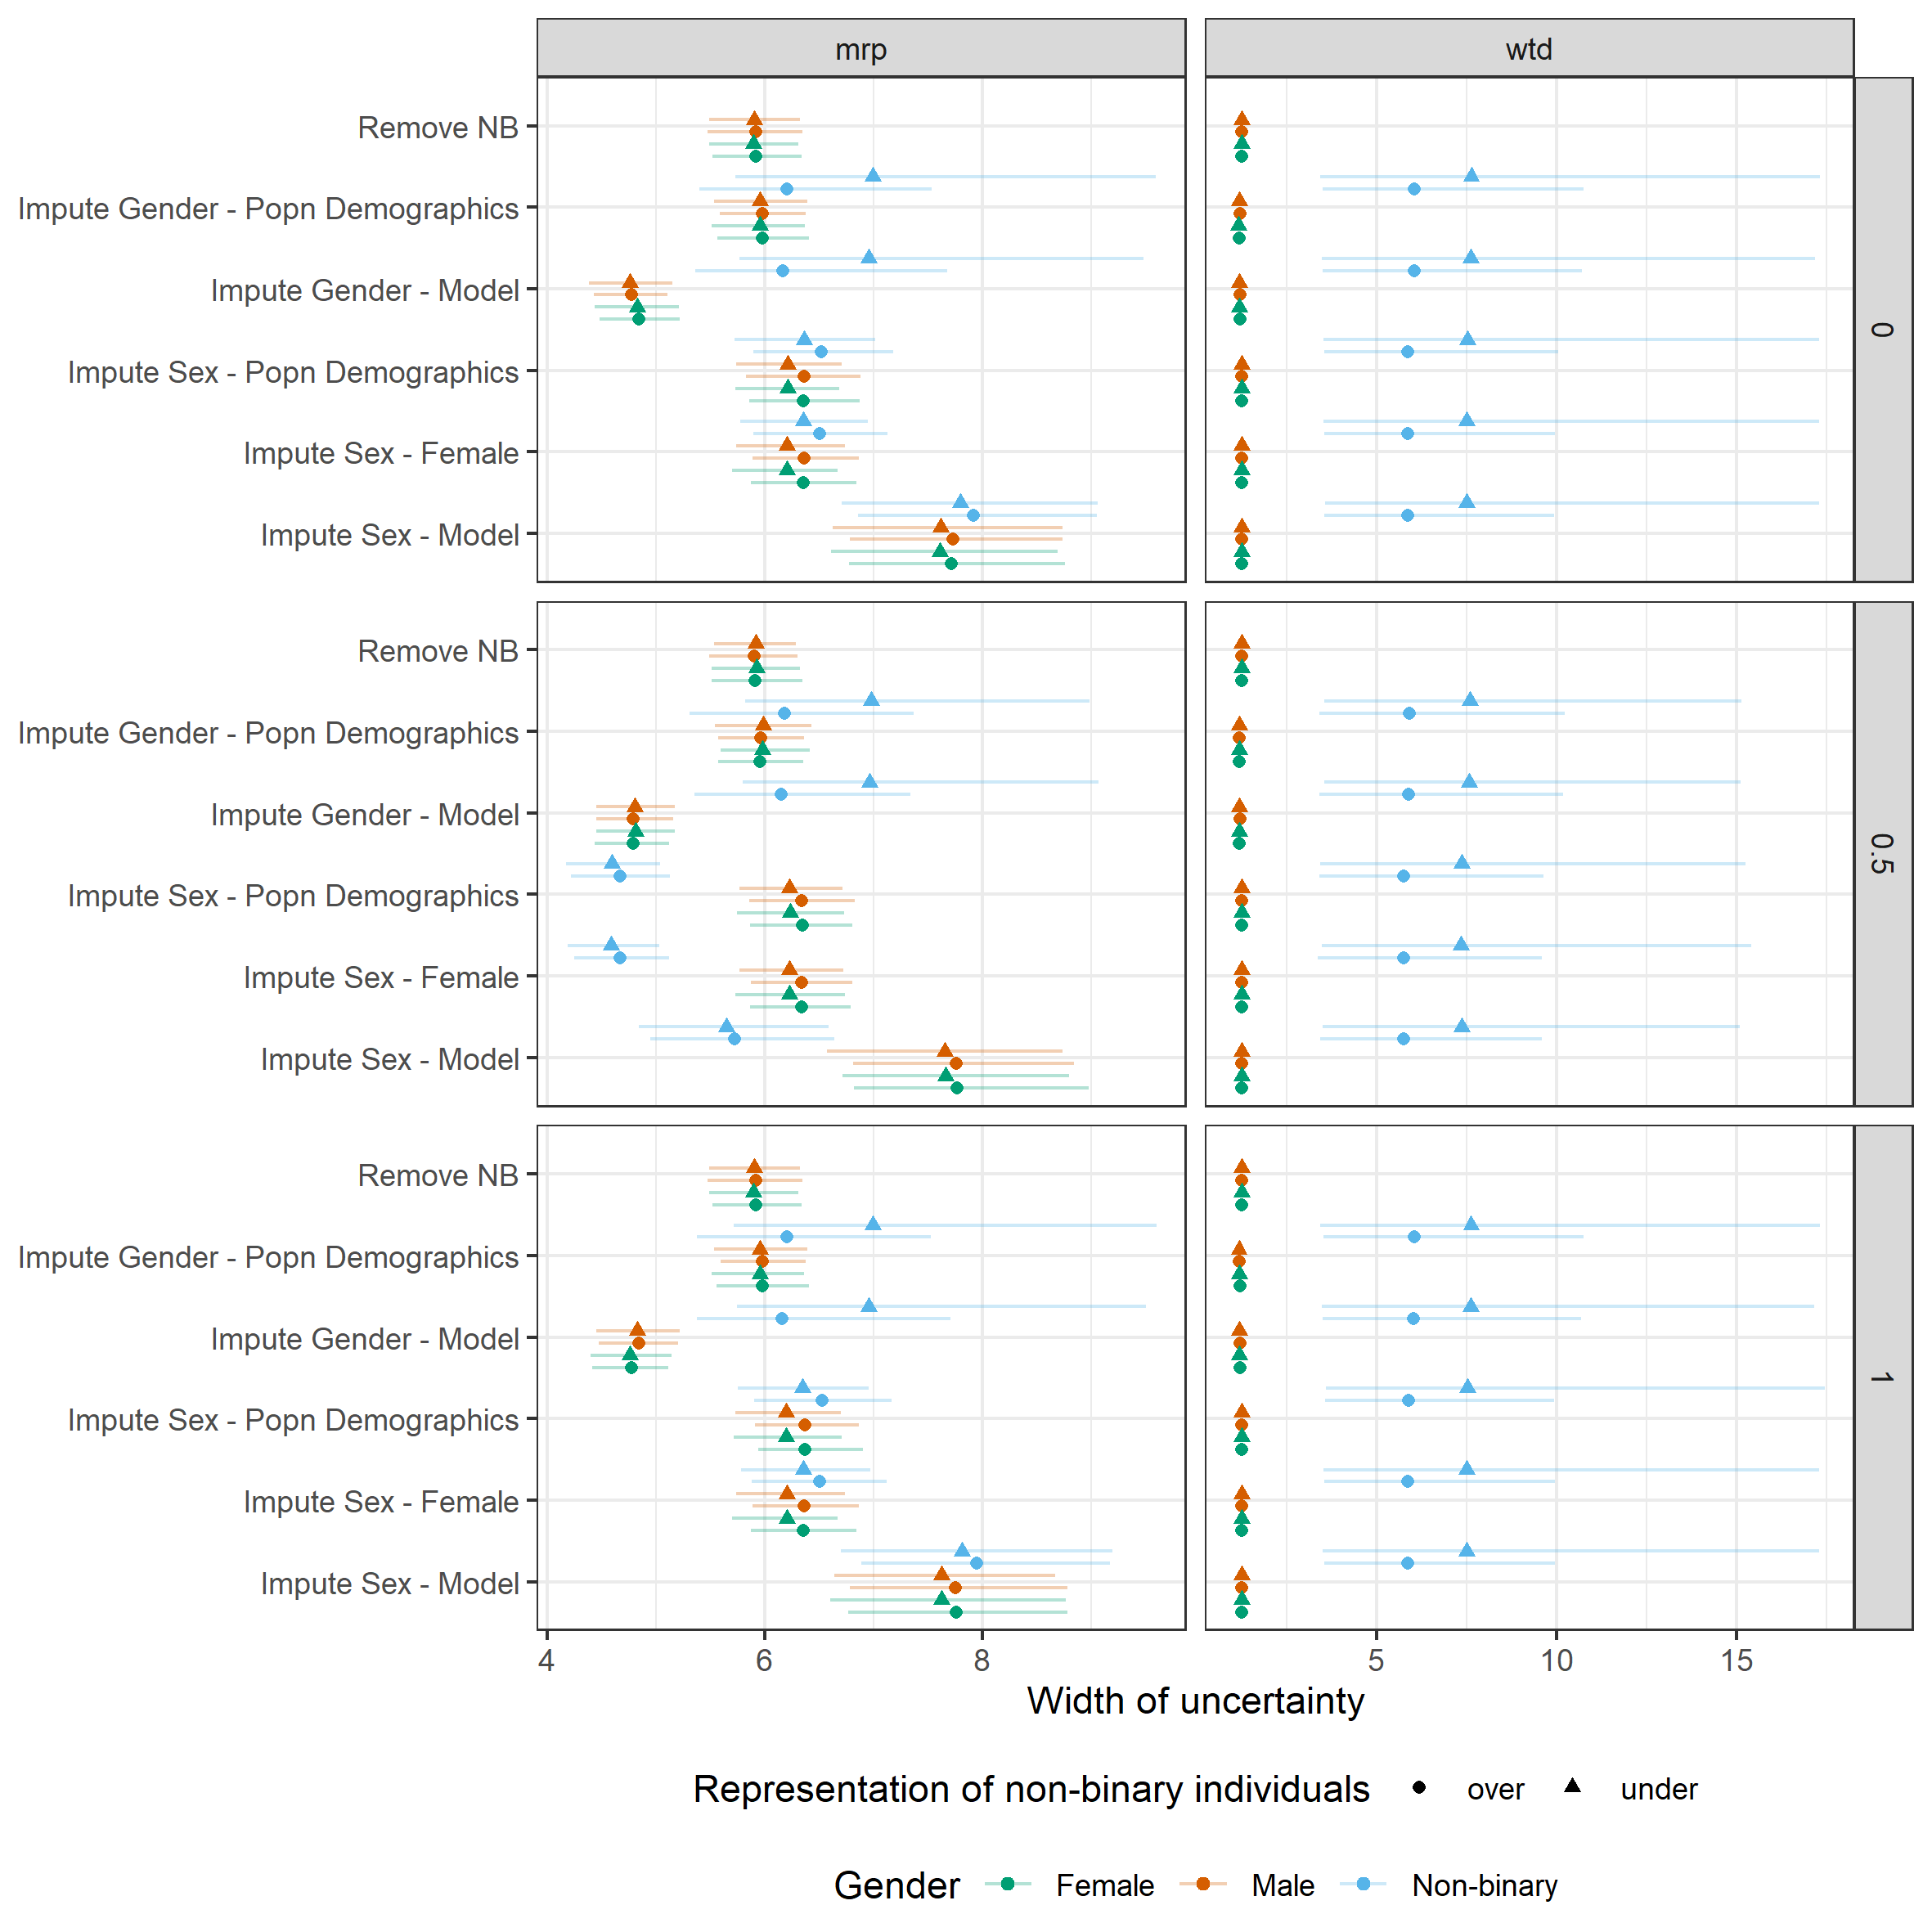 mrp
wtd
Remove NB
Impute Gender - Popn Demographics
Impute Gender - Model
Impute Sex - Popn Demographics
Impute Sex - Female
Impute Sex - Model
0
Remove NB
Impute Gender - Popn Demographics
Impute Gender - Model
Impute Sex - Popn Demographics
Impute Sex - Female
Impute Sex - Model
0.5
Remove NB
Impute Gender - Popn Demographics
Impute Gender - Model
Impute Sex - Popn Demographics
Impute Sex - Female
Impute Sex - Model
1
4 6 8 5 10 15
Width of uncertainty
Representation of non-binary individuals over under
Gender Female Male Non-binary